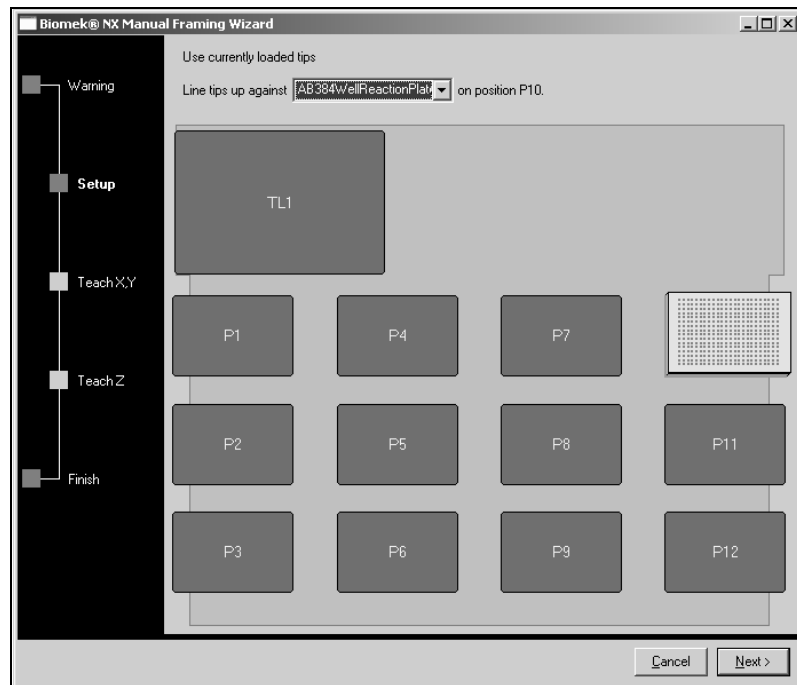 Biomek® NX Manual Framing Wizard
Use currently loaded tips
Warning
Line tips up against AB384WellReactionPlat on position P10.
Setup
TL1
Teach X,Y
P1 P4 P7
Teach Z
P2 P5 P8 P11
Finish
P3 P6 P9 P12
Cancel Next >